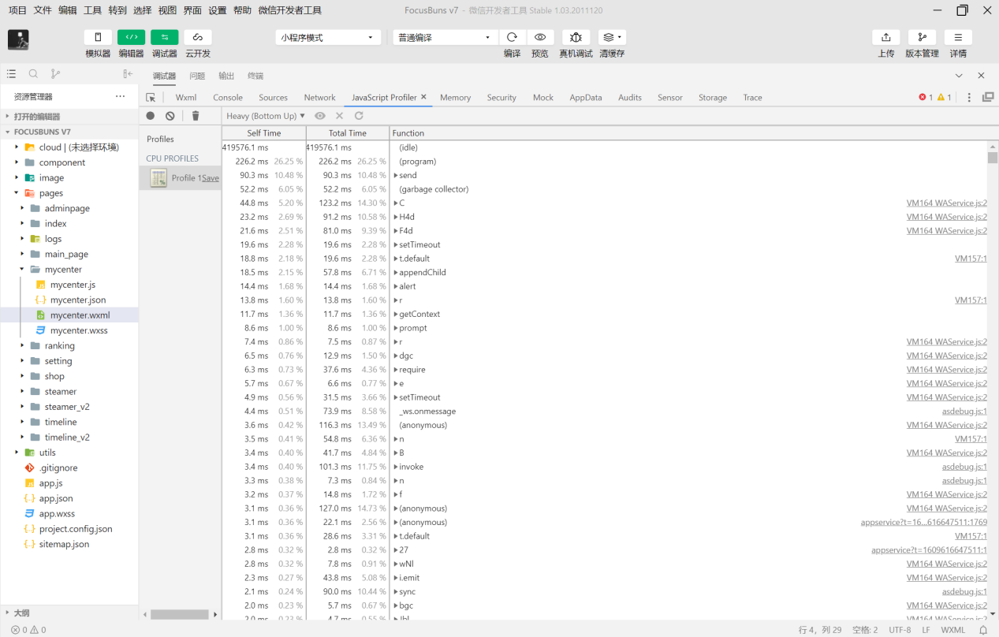 项目 文件 编辑 工具 转到 选择 视图 界面 设置 帮助 微信开发者工具
FocusBuns v7 - 微信开发者工具 Stable 1.03.2011120
模拟器 编辑器 调试器 云开发
小程序模式 普通编译
编译 预览 真机调试 清缓存
上传 版本管理 详情
调试器 问题 输出 终端
资源管理器
打开的编辑器
FOCUSBUNS V7
cloud | (未选择环境)
component
image
pages
adminpage
index
logs
main_page
mycenter
mycenter.js
mycenter.json
mycenter.wxml
mycenter.wxss
ranking
setting
shop
steamer
steamer_v2
timeline
timeline_v2
utils
.gitignore
app.js
app.json
app.wxss
project.config.json
sitemap.json
大纲
Wxml Console Sources Network JavaScript Profiler Memory Security Mock AppData Audits Sensor Storage Trace
1 1
Heavy (Bottom Up)
Profiles
CPU PROFILES
Profile 1 Save
Self Time Total Time Function
419576.1 ms 419576.1 ms (idle)
226.2 ms 26.25 % 226.2 ms 26.25 % (program)
90.3 ms 10.48 % 90.3 ms 10.48 % send
52.2 ms 6.05 % 52.2 ms 6.05 % (garbage collector)
44.8 ms 5.20 % 123.2 ms 14.30 % C VM164 WAService.js:2
23.2 ms 2.69 % 91.2 ms 10.58 % H4d VM164 WAService.js:2
21.6 ms 2.51 % 81.0 ms 9.39 % F4d VM164 WAService.js:2
19.6 ms 2.28 % 19.6 ms 2.28 % setTimeout
18.8 ms 2.18 % 19.6 ms 2.28 % t.default VM157:1
18.5 ms 2.15 % 57.8 ms 6.71 % appendChild
14.4 ms 1.68 % 14.4 ms 1.68 % alert
13.8 ms 1.60 % 13.8 ms 1.60 % r VM157:1
11.7 ms 1.36 % 11.7 ms 1.36 % getContext
8.6 ms 1.00 % 8.6 ms 1.00 % prompt
7.4 ms 0.86 % 7.5 ms 0.87 % r VM164 WAService.js:2
6.5 ms 0.76 % 12.9 ms 1.50 % dgc VM164 WAService.js:2
6.3 ms 0.73 % 37.6 ms 4.36 % require VM164 WAService.js:2
5.7 ms 0.67 % 6.6 ms 0.77 % e VM164 WAService.js:2
4.9 ms 0.56 % 31.5 ms 3.66 % setTimeout VM164 WAService.js:2
4.4 ms 0.51 % 73.9 ms 8.58 % _ws.onmessage asdebug.js:1
3.6 ms 0.42 % 116.3 ms 13.49 % (anonymous) VM164 WAService.js:2
3.5 ms 0.41 % 54.8 ms 6.36 % n VM157:1
3.4 ms 0.40 % 41.7 ms 4.84 % B VM164 WAService.js:2
3.4 ms 0.40 % 101.3 ms 11.75 % invoke asdebug.js:1
3.3 ms 0.38 % 7.3 ms 0.84 % n asdebug.js:1
3.2 ms 0.37 % 14.8 ms 1.72 % f VM164 WAService.js:2
3.1 ms 0.36 % 127.0 ms 14.73 % (anonymous) VM164 WAService.js:2
3.1 ms 0.36 % 22.1 ms 2.56 % (anonymous) appservice?t=16…616647511:1769
3.1 ms 0.36 % 28.6 ms 3.31 % t.default VM157:1
2.8 ms 0.32 % 2.8 ms 0.32 % 27 appservice?t=1609616647511:1
2.8 ms 0.32 % 7.8 ms 0.91 % wNl VM164 WAService.js:2
2.3 ms 0.27 % 43.8 ms 5.08 % i.emit VM164 WAService.js:2
2.1 ms 0.24 % 90.0 ms 10.44 % sync asdebug.js:1
2.0 ms 0.23 % 5.7 ms 0.67 % bgc VM164 WAService.js:2
0 0
行 4，列 29 空格: 2 UTF-8 LF WXML